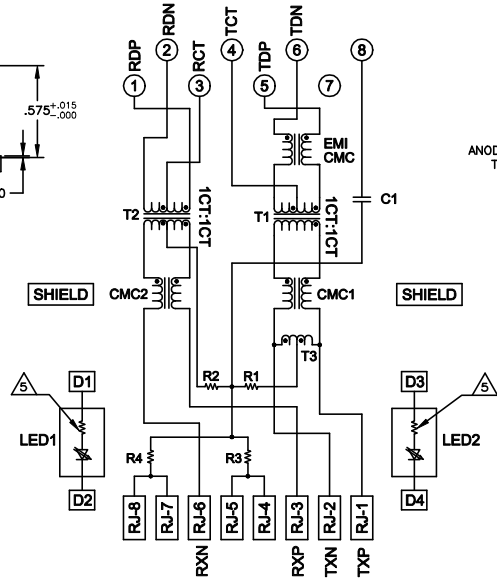 RDN
TCT
TDN
2
4
6
8
RDP
RCT
TDP
1
3
5
7
.575 +.015 -.000
EMI
CMC
ANOD
T
0
C1
T2
1CT:1CT
T1
1CT:1CT
SHIELD
CMC2
CMC1
SHIELD
T3
R2
R1
5
D1
D3
5
LED1
LED2
R4
R3
D2
D4
RJ-8
RJ-7
RJ-6
RJ-5
RJ-4
RJ-3
RJ-2
RJ-1
RXN
RXP
TXN
TXP